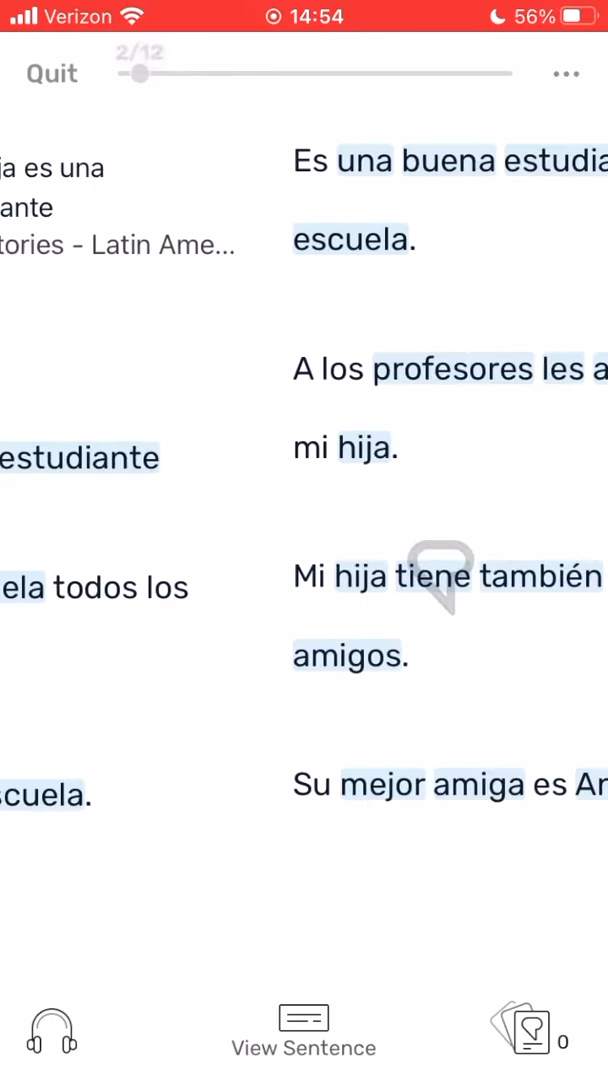 Verizon 14:54 56%
2/12
Quit
ja es una
ante
tories - Latin Ame...
estudiante
ela todos los
scuela.
Es una buena estudia
escuela.
A los profesores les a
mi hija.
Mi hija tiene también
amigos.
Su mejor amiga es An
View Sentence
0